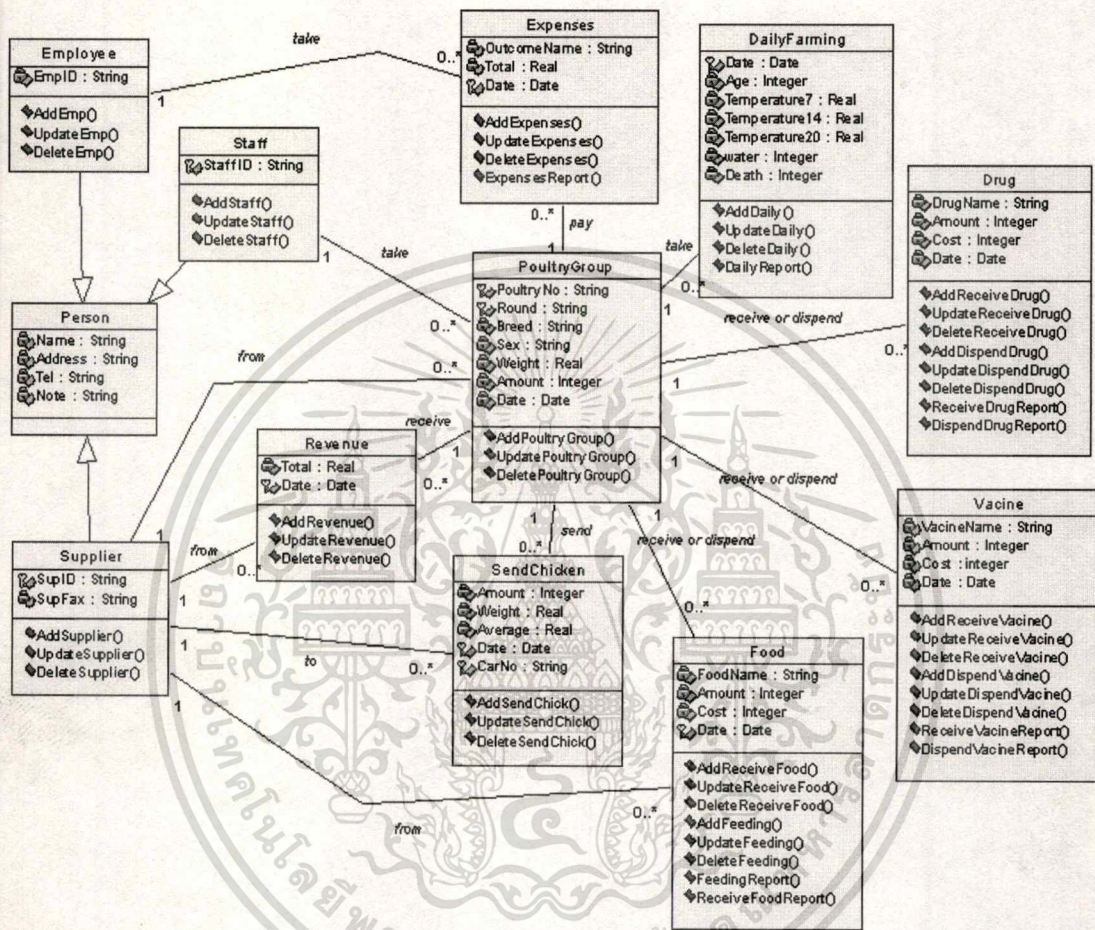 Employee
EmpID : String
AddEmp()
UpdateEmp()
DeleteEmp()
take
1
0..*
Expenses
OutcomeName : String
Total : Real
Date : Date
AddExpenses()
UpdateExpenses()
DeleteExpenses()
ExpensesReport()
DailyFarming
Date : Date
Age : Integer
Temperature7 : Real
Temperature14 : Real
Temperature20 : Real
water : Integer
Death : Integer
AddDaily()
UpdateDaily()
DeleteDaily()
DailyReport()
Staff
StaffID : String
AddStaff()
UpdateStaff()
DeleteStaff()
1
take
0..*
0..*
pay
1
take
1
0..*
Drug
DrugName : String
Amount : Integer
Cost : Integer
Date : Date
AddReceiveDrug()
UpdateReceiveDrug()
DeleteReceiveDrug()
AddDispendDrug()
UpdateDispendDrug()
DeleteDispendDrug()
ReceiveDrugReport()
DispendDrugReport()
PoultryGroup
PoultryNo : String
Round : String
Breed : String
Sex : String
Weight : Real
Amount : Integer
Date : Date
AddPoultryGroup()
UpdatePoultryGroup()
DeletePoultryGroup()
receive or dispend
0..*
1
Person
Name : String
Address : String
Tel : String
Note : String
from
0..*
1
receive
1
0..*
Revenue
Total : Real
Date : Date
AddRevenue()
UpdateRevenue()
DeleteRevenue()
1
receive or dispend
0..*
Vacine
VacineName : String
Amount : Integer
Cost : integer
Date : Date
AddReceiveVacine()
UpdateReceiveVacine()
DeleteReceiveVacine()
AddDispendVacine()
UpdateDispendVacine()
DeleteDispendVacine()
ReceiveVacineReport()
DispendVacineReport()
Supplier
SupID : String
SupFax : String
AddSupplier()
UpdateSupplier()
DeleteSupplier()
from
0..*
1
1
send
0..*
1
receive or dispend
0..*
SendChicken
Amount : Integer
Weight : Real
Average : Real
Date : Date
CarNo : String
AddSendChick()
UpdateSendChick()
DeleteSendChick()
1
to
0..*
1
from
0..*
Food
FoodName : String
Amount : Integer
Cost : Integer
Date : Date
AddReceiveFood()
UpdateReceiveFood()
DeleteReceiveFood()
AddFeeding()
UpdateFeeding()
DeleteFeeding()
FeedingReport()
ReceiveFoodReport()